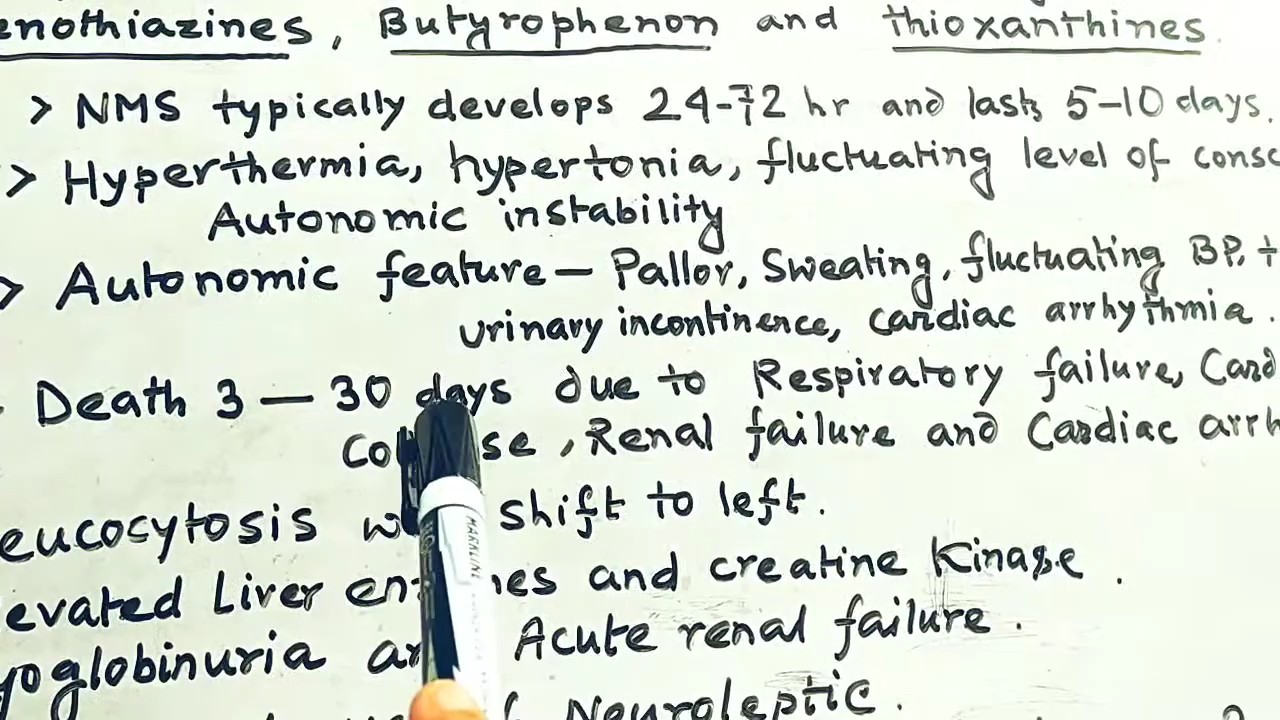 enothiazines, Butyrophenon and thioxanthines.
> NMS typically develops 24-72 hr and lasts 5-10 days.
> Hyperthermia, hypertonia, fluctuating level of consc
Autonomic instability
> Autonomic feature — Pallor, Sweating, fluctuating BP, t
urinary incontinence, cardiac arrhythmia.
Death 3 — 30 days due to Respiratory failure, Card
se, Renal failure and Cardiac arrh
eucocytosis shift to left.
evated Liver and creatine Kinase.
yoglobinuria Acute renal failure.
Neuroleptic.
MARKLINE